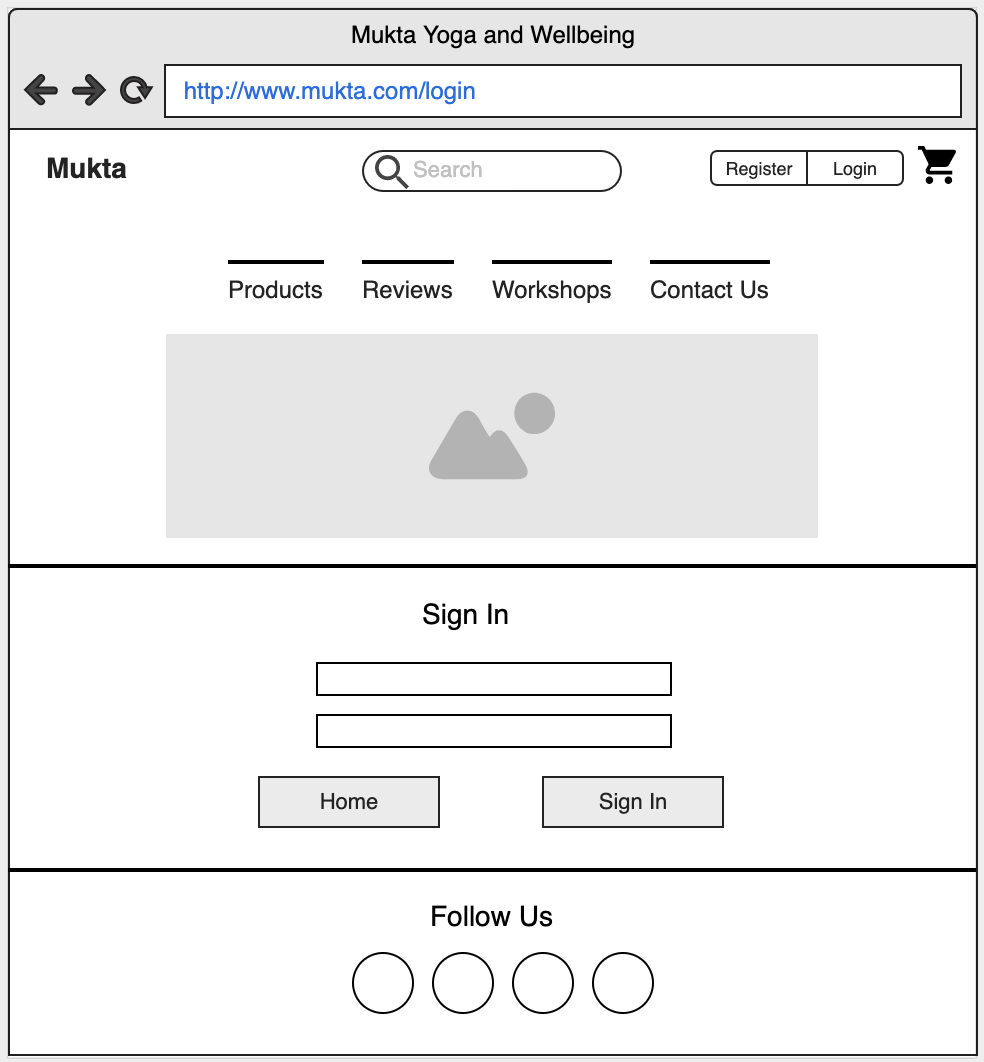 Mukta Yoga and Wellbeing
http://www.mukta.com/login
Mukta
Search
Register
Login
Products
Reviews
Workshops
Contact Us
Sign In
Home
Sign In
Follow Us